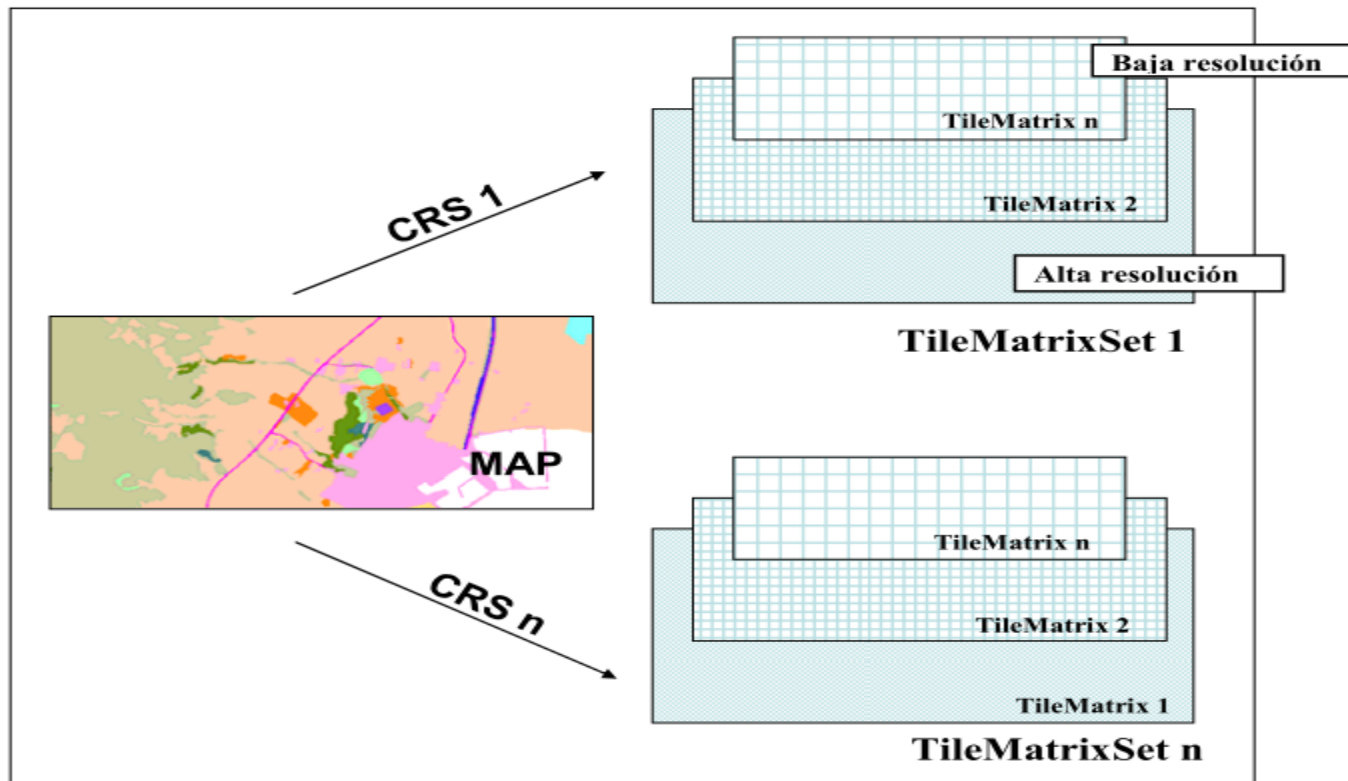 Baja resolución
TileMatrix n
TileMatrix 2
Alta resolución
TileMatrixSet 1
CRS 1
MAP
CRS n
TileMatrix n
TileMatrix 2
TileMatrix 1
TileMatrixSet n